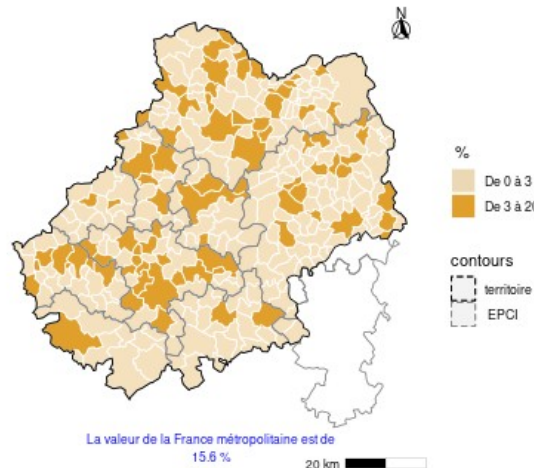 N
%
De 0 à 3
De 3 à 20
contours
territoire
EPCI
La valeur de la France métropolitaine est de
15.6 %
20 km